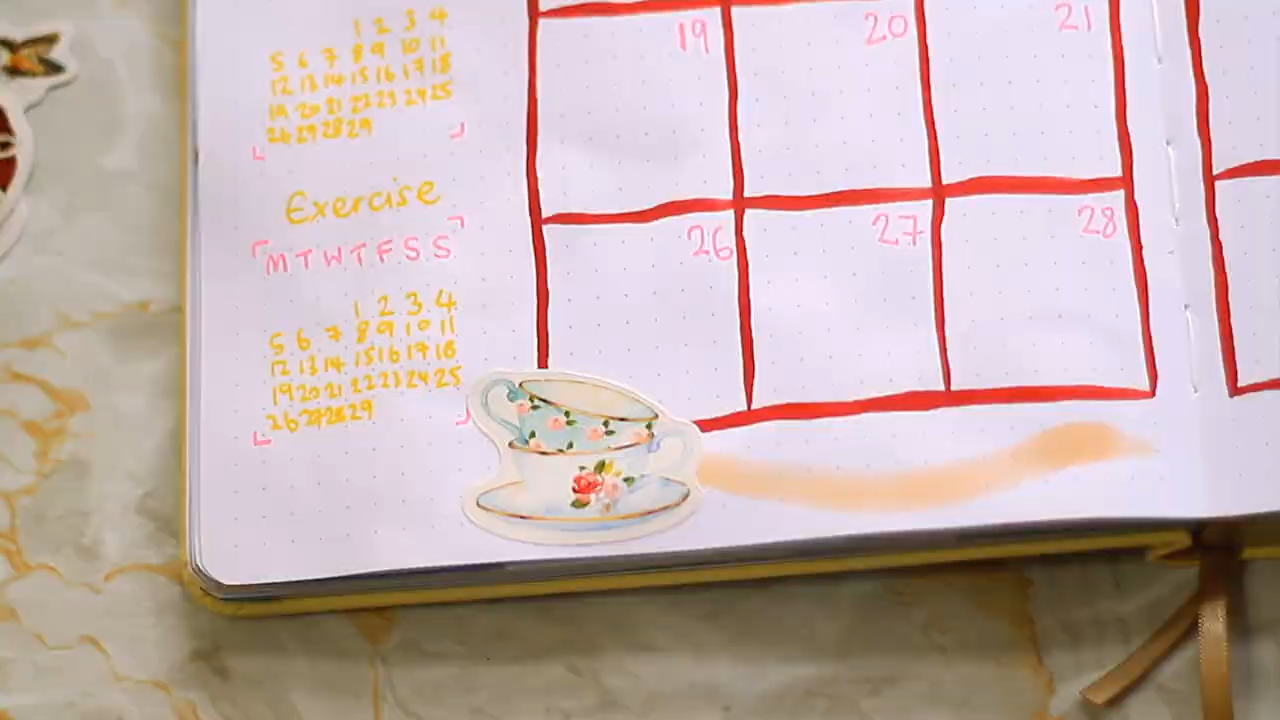 1 2 3 4
5 6 7 8 9 10 11
12 13 14 15 16 17 18
19 20 21 22 23 24 25
26 27 28 29
Exercise
M T W T F S S
1 2 3 4
5 6 7 8 9 10 11
12 13 14 15 16 17 18
19 20 21 22 23 24 25
26 27 28 29
19 20 21
26 27 28